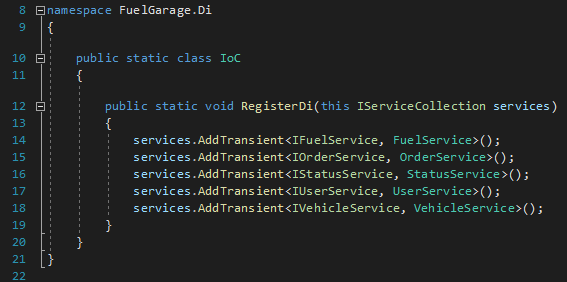 8 namespace FuelGarage.Di
9 {
10 public static class IoC
11 {
12 public static void RegisterDi(this IServiceCollection services)
13 {
14 services.AddTransient<IFuelService, FuelService>();
15 services.AddTransient<IOrderService, OrderService>();
16 services.AddTransient<IStatusService, StatusService>();
17 services.AddTransient<IUserService, UserService>();
18 services.AddTransient<IVehicleService, VehicleService>();
19 }
20 }
21 }
22